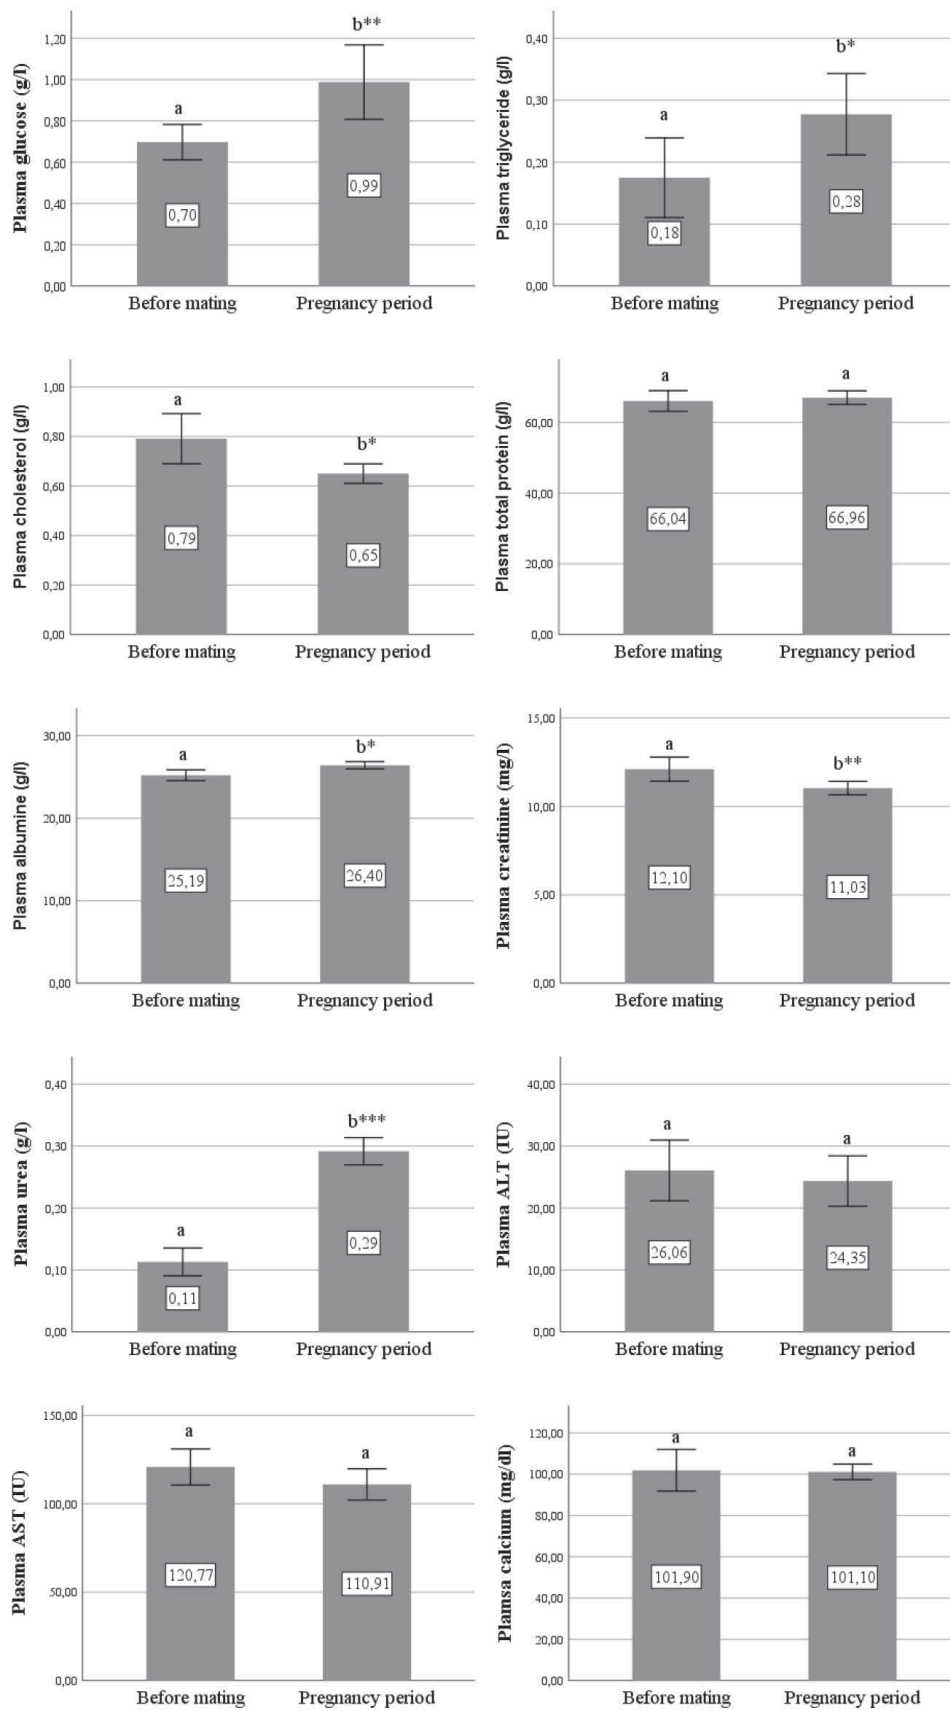 Plasma glucose (g/l)
1,20
1,00
0,80
0,60
0,40
0,20
0,00
a
b**
0,70
0,99
Before mating
Pregnancy period
Plasma triglyceride (g/l)
0,40
0,30
0,20
0,10
0,00
a
b*
0,18
0,28
Before mating
Pregnancy period
Plasma cholesterol (g/l)
1,00
0,80
0,60
0,40
0,20
0,00
a
b*
0,79
0,65
Before mating
Pregnancy period
Plasma total protein (g/l)
60,00
40,00
20,00
0,00
a
a
66,04
66,96
Before mating
Pregnancy period
Plasma albumine (g/l)
30,00
20,00
10,00
0,00
a
b*
25,19
26,40
Before mating
Pregnancy period
Plasma creatinine (mg/l)
15,00
10,00
5,00
0,00
a
b**
12,10
11,03
Before mating
Pregnancy period
Plasma urea (g/l)
0,40
0,30
0,20
0,10
0,00
a
b***
0,11
0,29
Before mating
Pregnancy period
Plasma ALT (IU)
40,00
30,00
20,00
10,00
0,00
a
a
26,06
24,35
Before mating
Pregnancy period
Plasma AST (IU)
150,00
100,00
50,00
0,00
a
a
120,77
110,91
Before mating
Pregnancy period
Plamsa calcium (mg/dl)
120,00
100,00
80,00
60,00
40,00
20,00
0,00
a
a
101,90
101,10
Before mating
Pregnancy period